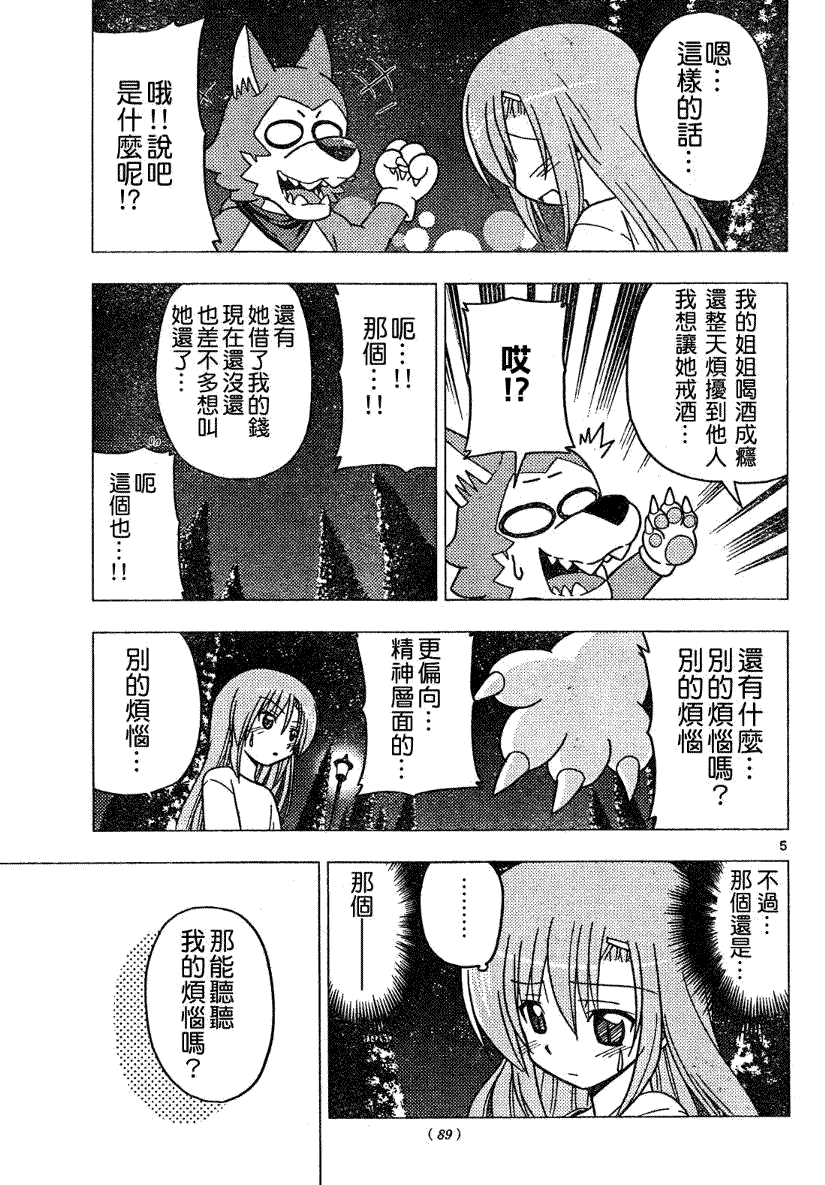 嗯…
這樣的話…
哦!!說吧
是什麼呢!?
我的姐姐喝酒成癮
還整天煩擾到他人
我想讓她戒酒…
哎!?
呃…!!
那個…!!
還有
她借了我的錢
現在還沒還
也差不多想叫
她還了…
呃
這個也…!!
還有什麼…
別的煩惱嗎?
別的煩惱
更偏向…
精神層面的…
別的煩惱…
5
不過…
那個還是…
………
那個——
那能聽聽
我的煩惱嗎?
(89)